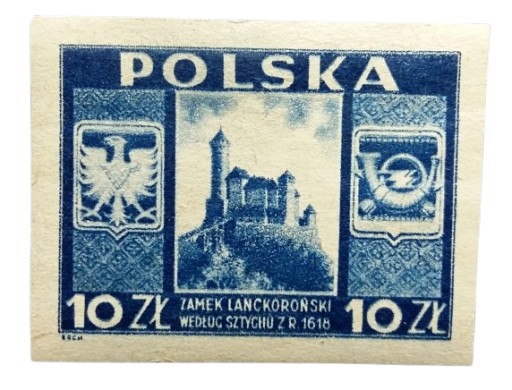 POLSKA
10 ZŁ ZAMEK LANCKOROŃSKI 10 ZŁ
WEDŁUG SZTYCHU Z R. 1618